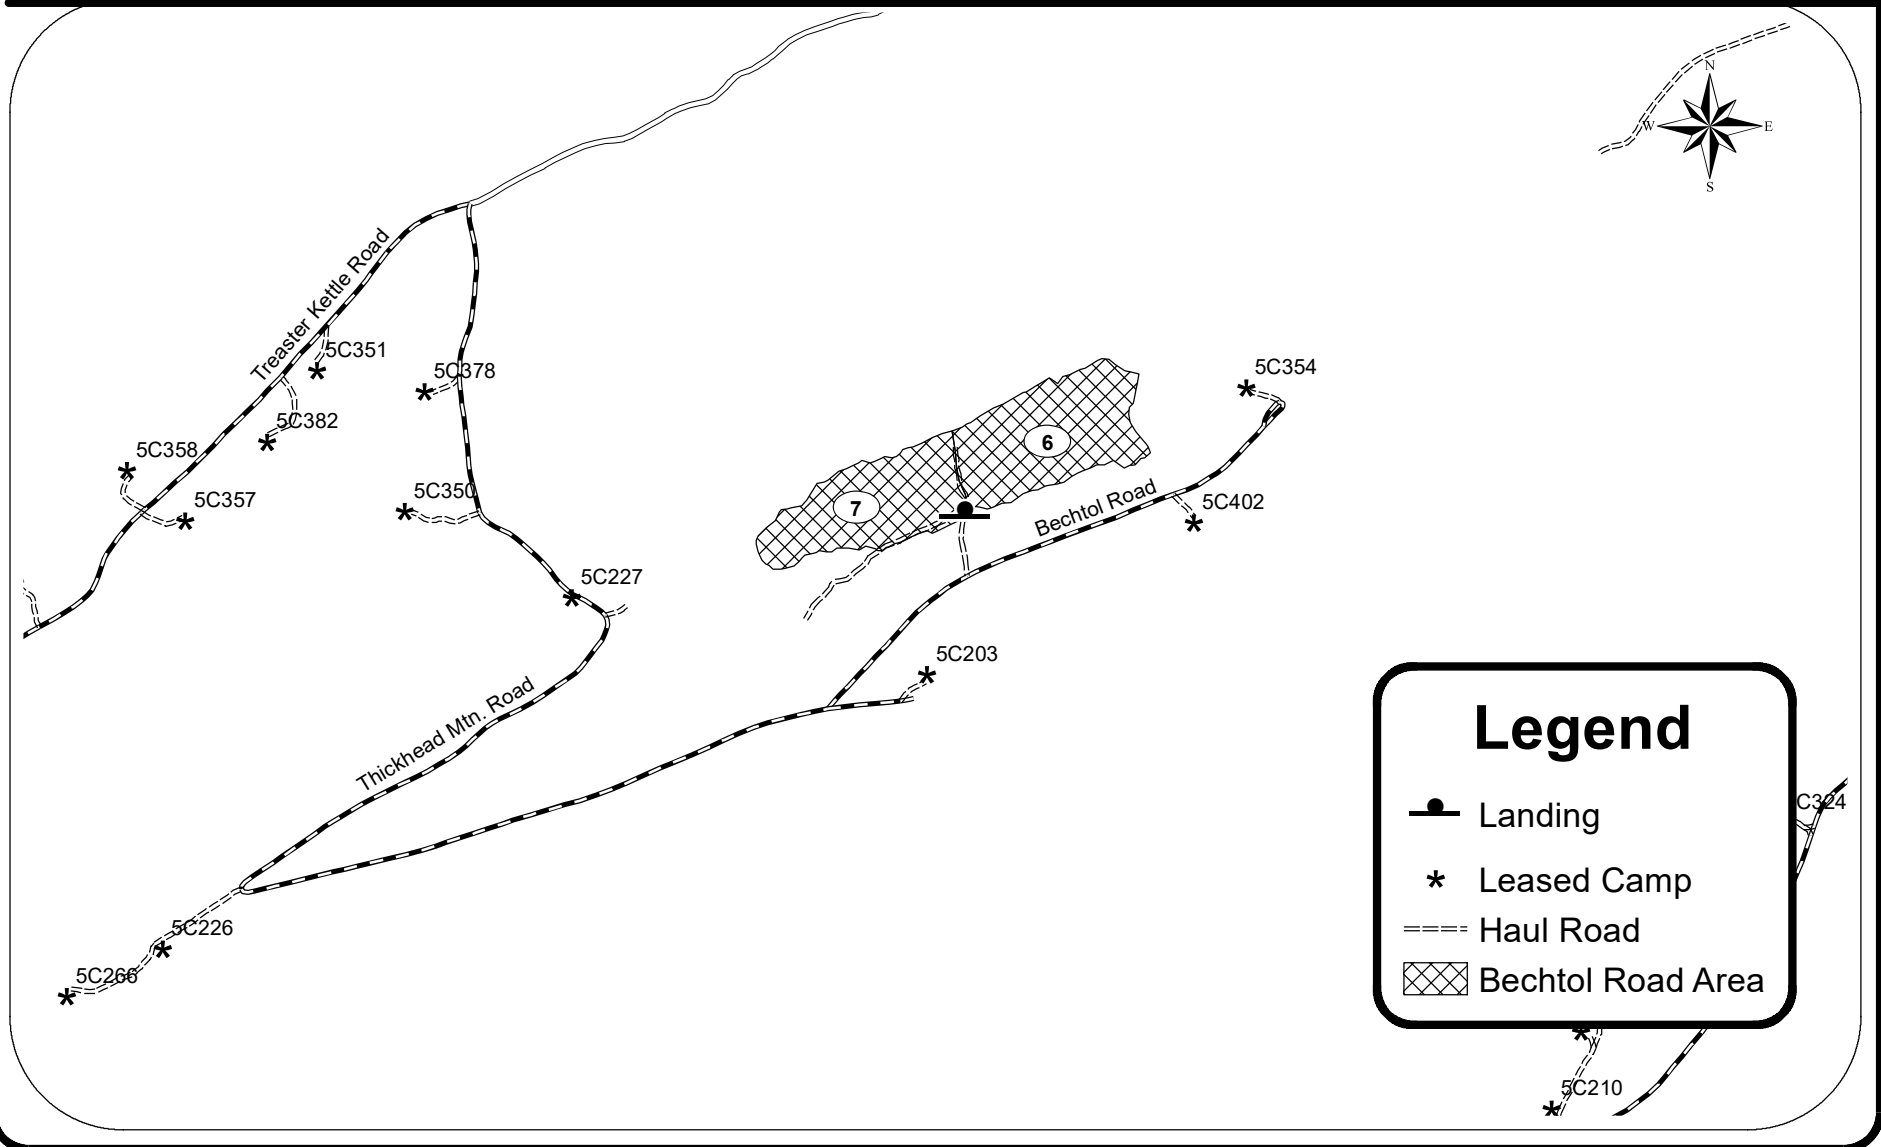 N
W
E
S
Treaster Kettle Road
5C351
5C378
5C354
5C382
6
5C358
5C350
5C357
7
Bechtol Road
5C402
5C227
5C203
Thickhead Mtn. Road
Legend
Landing
C324
Leased Camp
5C226
Haul Road
5C266
Bechtol Road Area
5C210